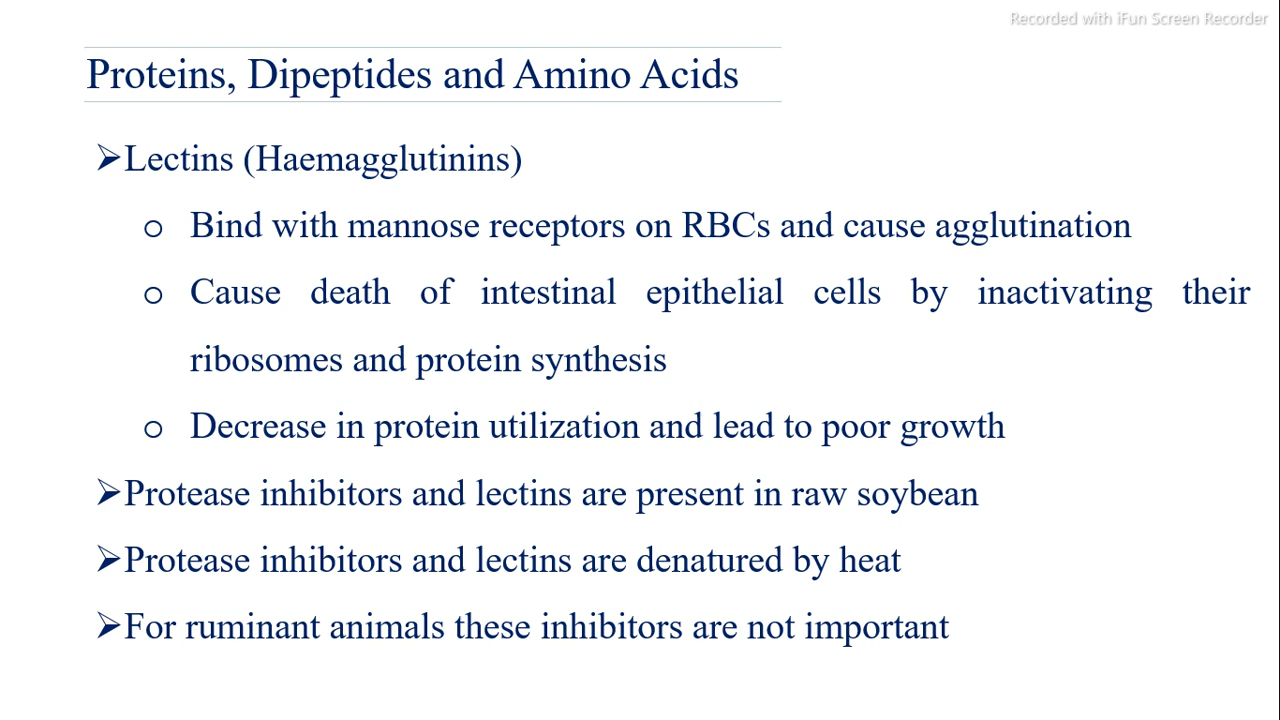 Recorded with iFun Screen Recorder
Proteins, Dipeptides and Amino Acids
➢Lectins (Haemagglutinins)
o Bind with mannose receptors on RBCs and cause agglutination
o Cause death of intestinal epithelial cells by inactivating their
ribosomes and protein synthesis
o Decrease in protein utilization and lead to poor growth
➢Protease inhibitors and lectins are present in raw soybean
➢Protease inhibitors and lectins are denatured by heat
➢For ruminant animals these inhibitors are not important